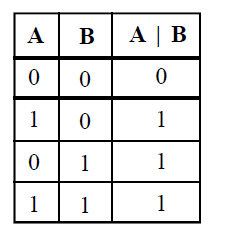 A B A | B
0 0 0
1 0 1
0 1 1
1 1 1